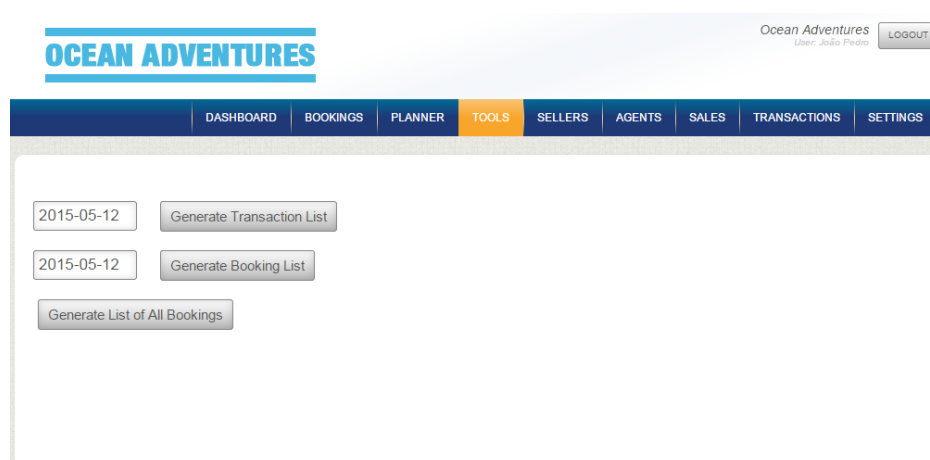 OCEAN ADVENTURES
Ocean Adventures
User: João Pedro
LOGOUT
DASHBOARD BOOKINGS PLANNER TOOLS SELLERS AGENTS SALES TRANSACTIONS SETTINGS
2015-05-12 Generate Transaction List
2015-05-12 Generate Booking List
Generate List of All Bookings